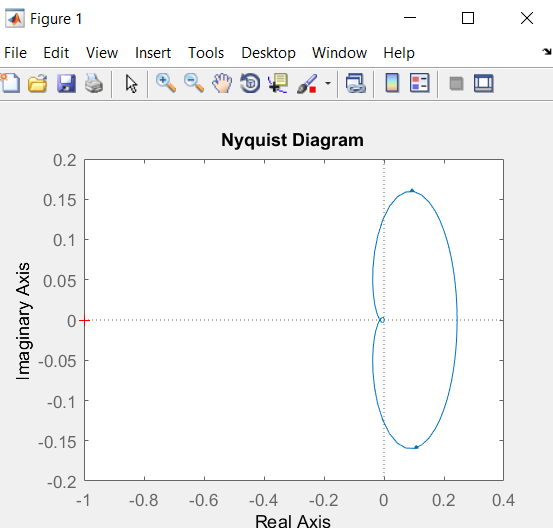 Figure 1
File Edit View Insert Tools Desktop Window Help
Nyquist Diagram
0.2
0.15
0.1
0.05
0
-0.05
-0.1
-0.15
-0.2
Imaginary Axis
-1 -0.8 -0.6 -0.4 -0.2 0 0.2 0.4
Real Axis